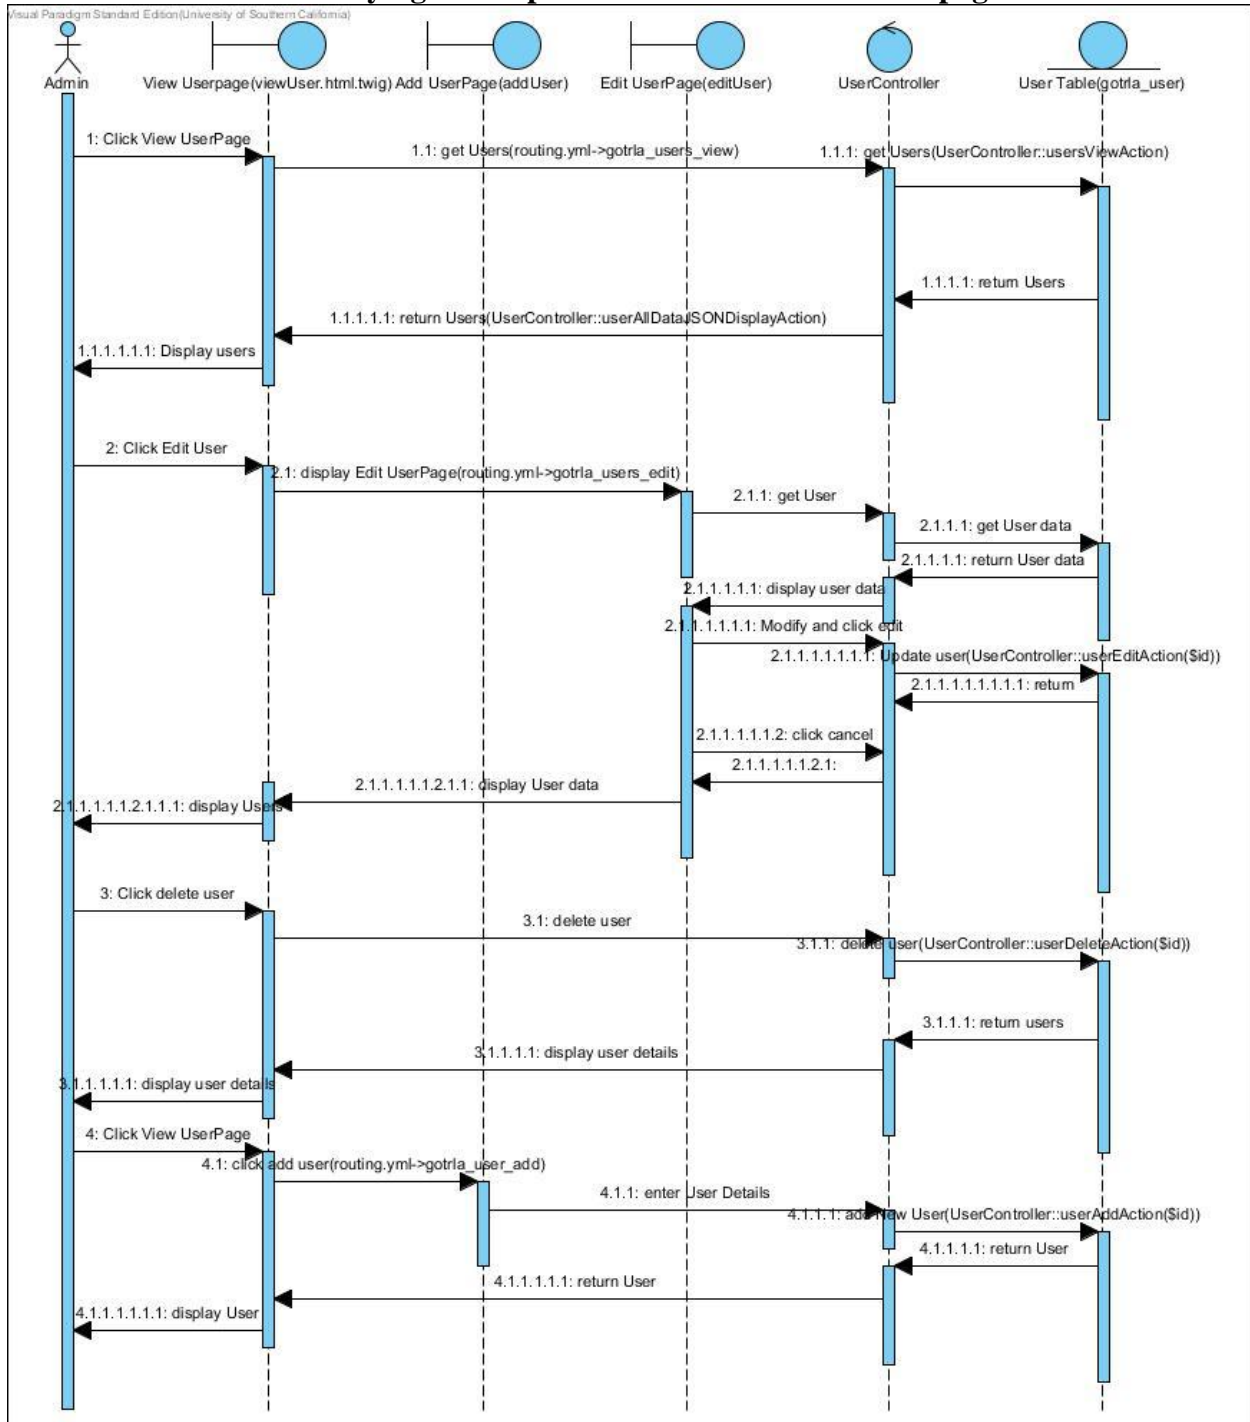 Visual Paradigm Standard Edition(University of Southern California)
Admin
View Userpage(viewUser.html.twig)
Add UserPage(addUser)
Edit UserPage(editUser)
UserController
User Table(gotrla_user)
1: Click View UserPage
1.1: get Users(routing.yml->gotrla_users_view)
1.1.1: get Users(UserController::usersViewAction)
1.1.1.1: return Users
1.1.1.1.1: return Users(UserController::userAllDataJSONDisplayAction)
1.1.1.1.1.1: Display users
2: Click Edit User
2.1: display Edit UserPage(routing.yml->gotrla_users_edit)
2.1.1: get User
2.1.1.1: get User data
2.1.1.1.1: return User data
2.1.1.1.1.1: display user data
2.1.1.1.1.1.1: Modify and click edit
2.1.1.1.1.1.1.1: Update user(UserController::userEditAction($id))
2.1.1.1.1.1.1.1.1: return
2.1.1.1.1.1.2: click cancel
2.1.1.1.1.1.2.1:
2.1.1.1.1.1.2.1.1: display User data
2.1.1.1.1.1.2.1.1.1: display Users
3: Click delete user
3.1: delete user
3.1.1: delete user(UserController::userDeleteAction($id))
3.1.1.1: return users
3.1.1.1.1: display user details
3.1.1.1.1.1: display user details
4: Click View UserPage
4.1: click add user(routing.yml->gotrla_user_add)
4.1.1: enter User Details
4.1.1.1: add New User(UserController::userAddAction($id))
4.1.1.1.1: return User
4.1.1.1.1.1: return User
4.1.1.1.1.1.1: display User